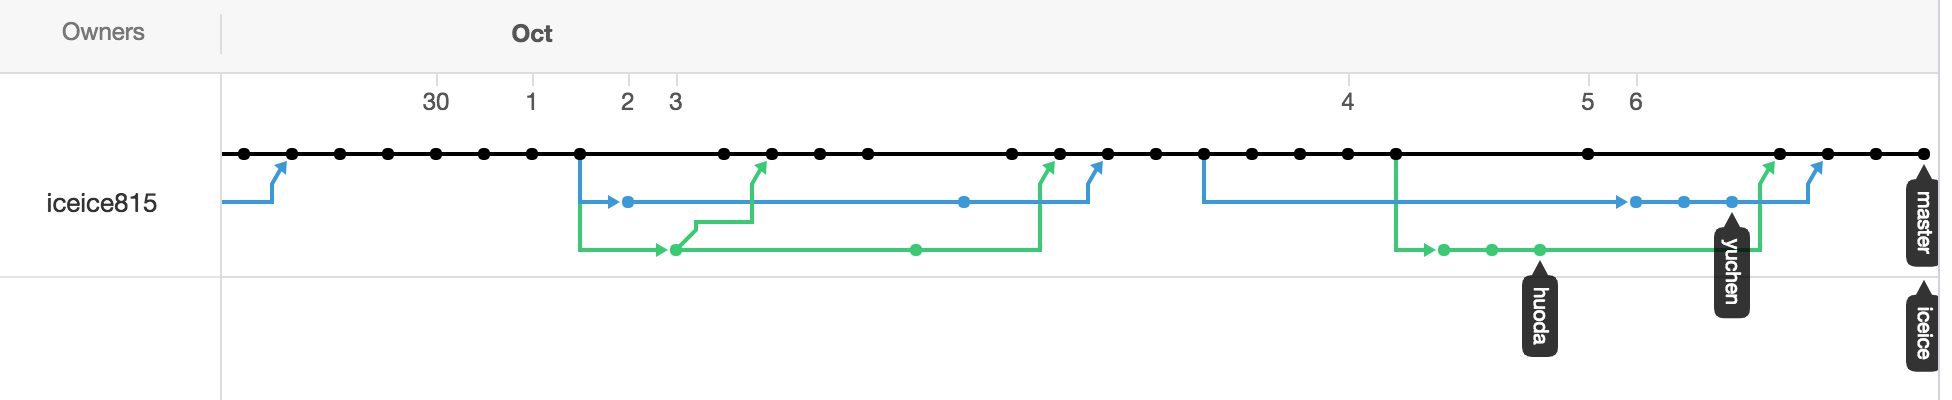 Owners
Oct
30 1 2 3 4 5 6
iceice815
master
yuchen
huoda
iceice